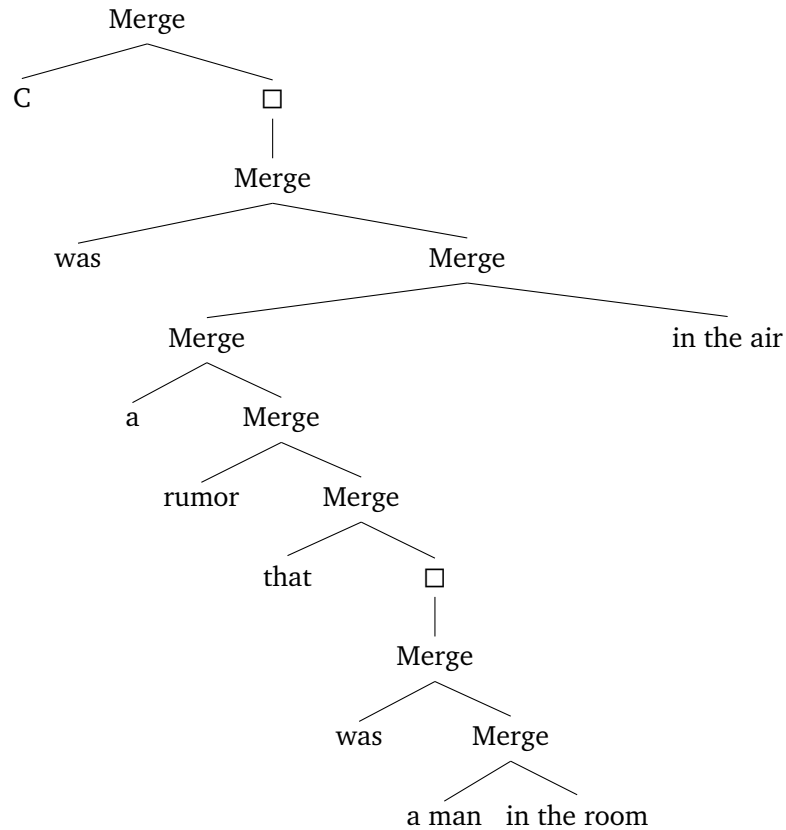 Merge
C □
Merge
was Merge
Merge in the air
a Merge
rumor Merge
that □
Merge
was Merge
a man in the room